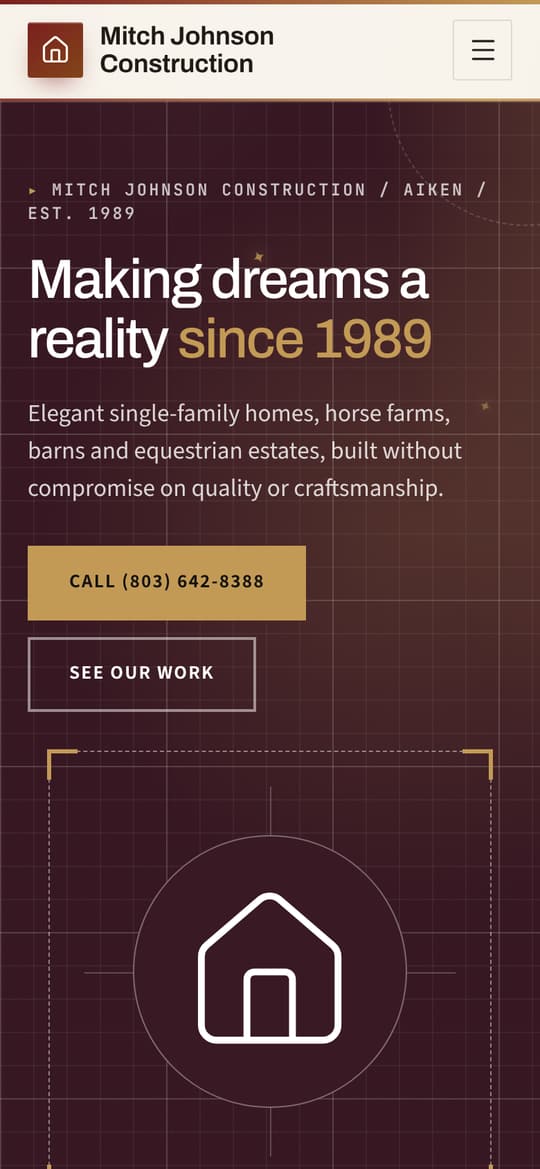 Mitch Johnson
Construction
▸ MITCH JOHNSON CONSTRUCTION / AIKEN /
EST. 1989
Making dreams a
reality since 1989
Elegant single-family homes, horse farms,
barns and equestrian estates, built without
compromise on quality or craftsmanship.
CALL (803) 642-8388
SEE OUR WORK